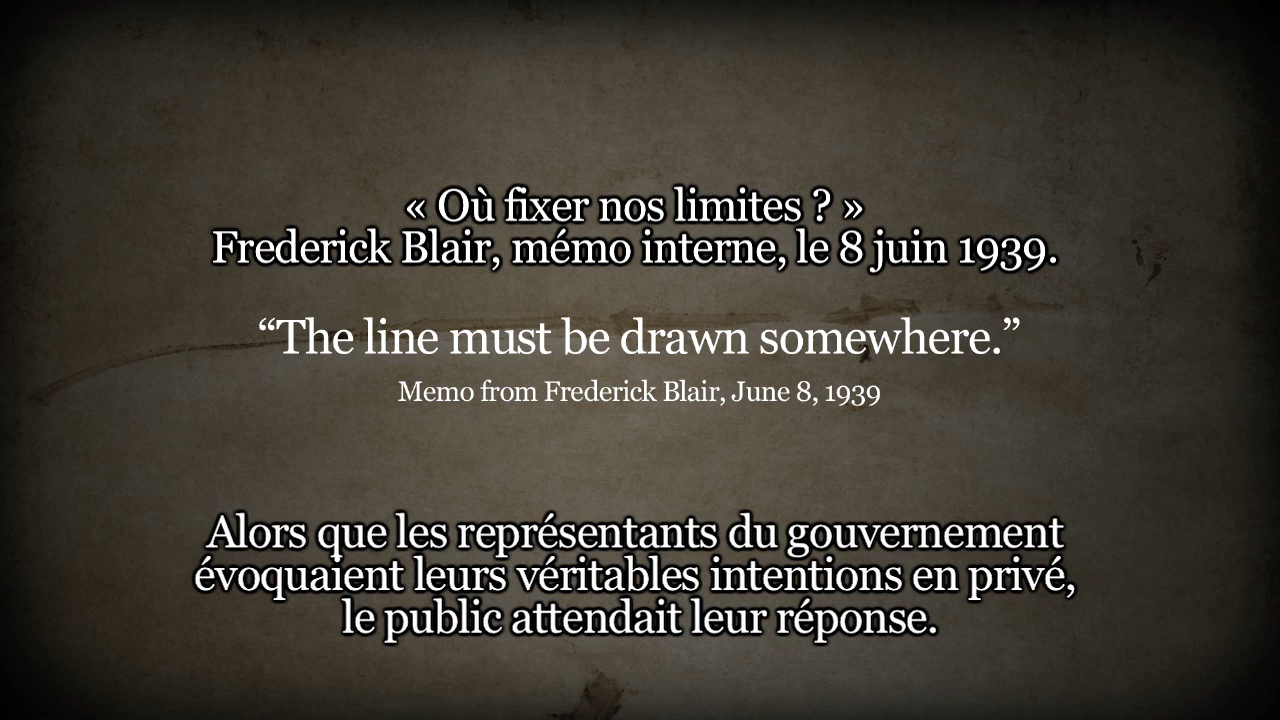 « Où fixer nos limites ? »
Frederick Blair, mémo interne, le 8 juin 1939.
“The line must be drawn somewhere.”
Memo from Frederick Blair, June 8, 1939
Alors que les représentants du gouvernement
évoquaient leurs véritables intentions en privé,
le public attendait leur réponse.